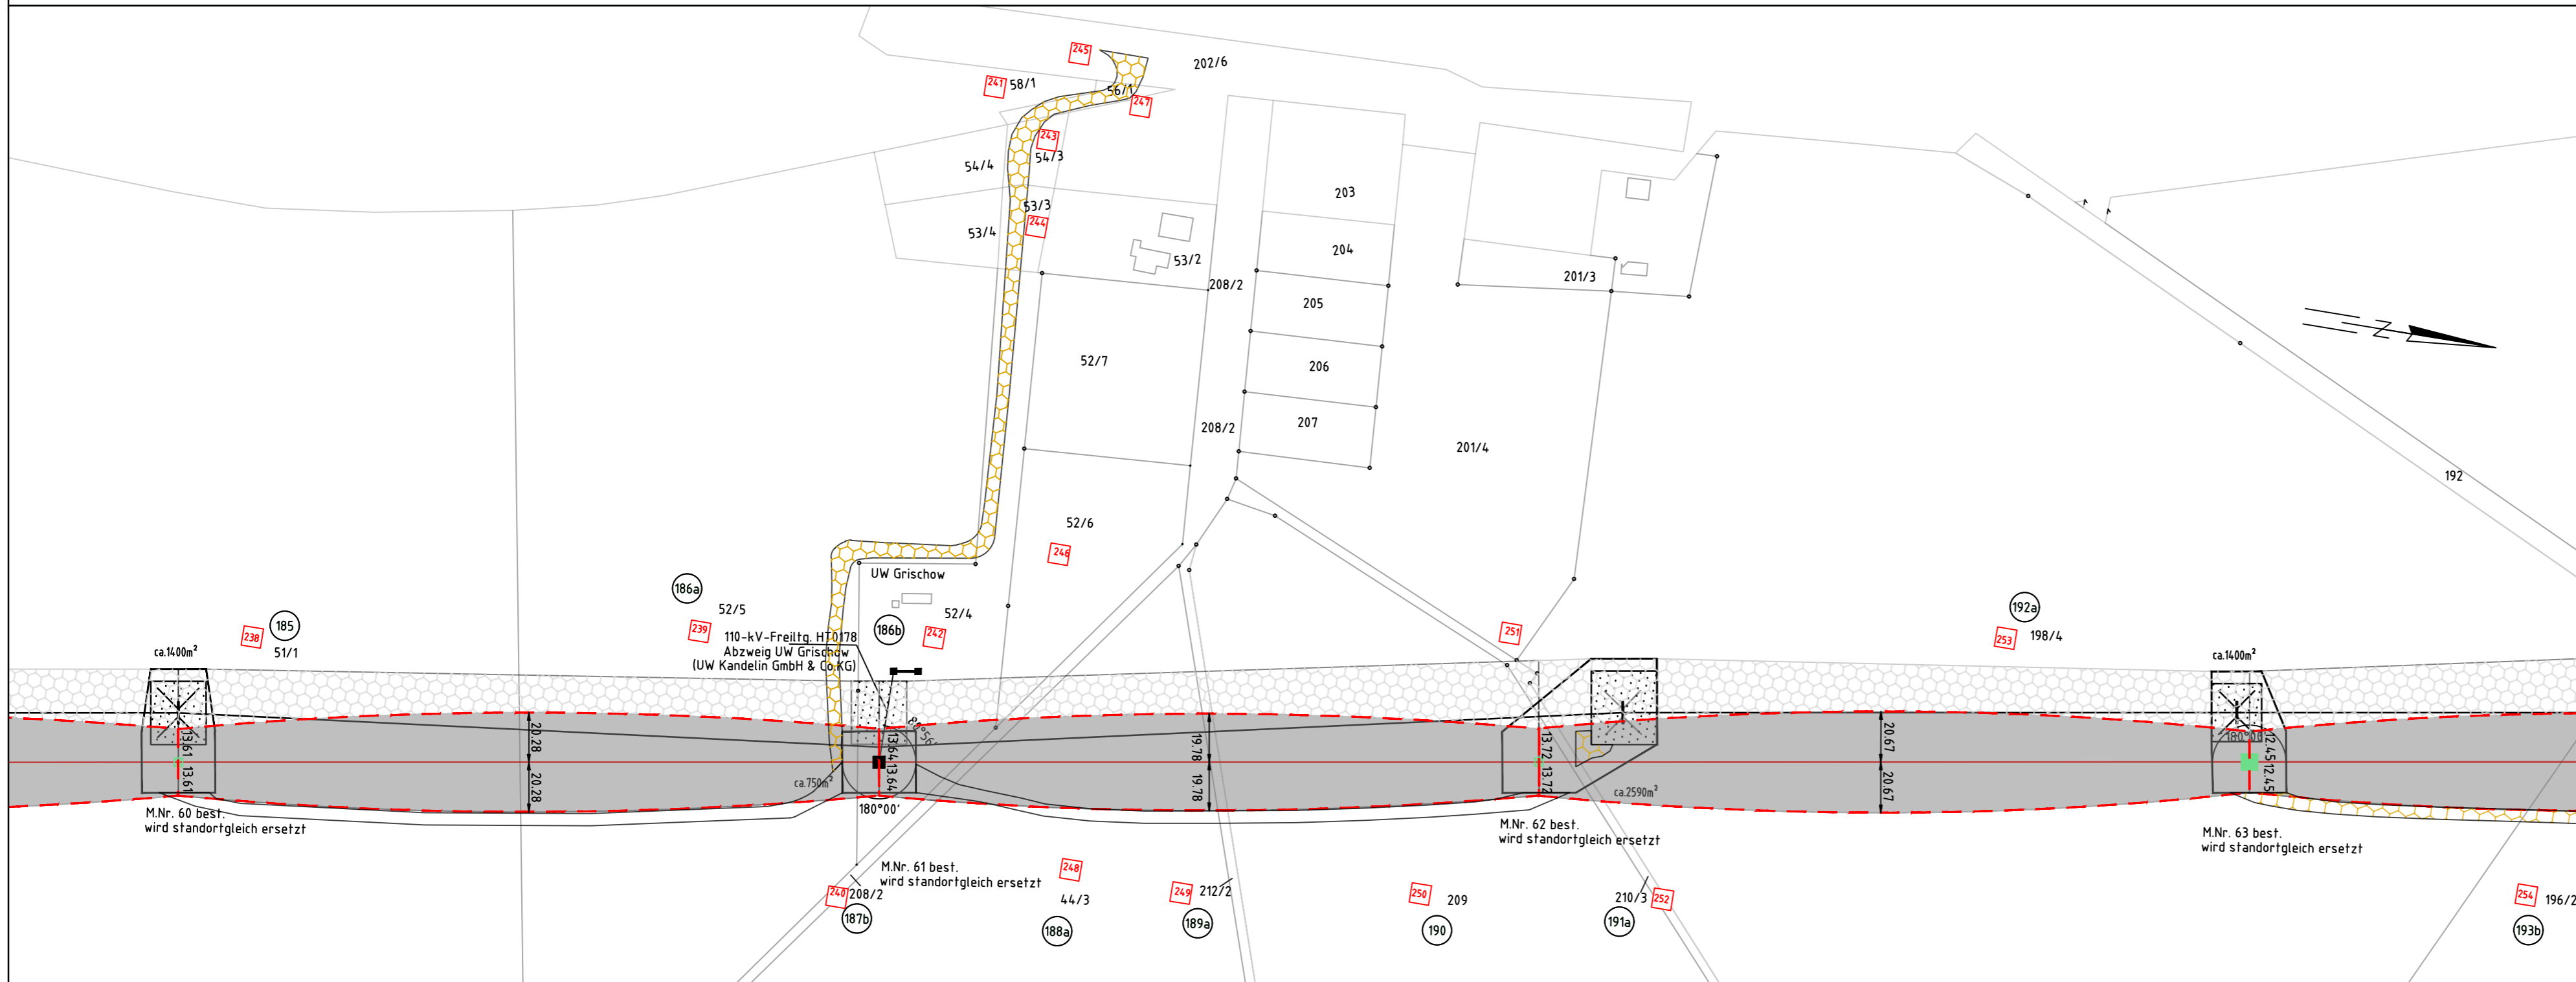 245
202/6
241
58/1
56/1
247
243
54/3
54/4
53/3
244
53/4
53/2
203
204
208/2
205
201/3
206
207
52/7
208/2
201/4
N
192
52/6
246
UW Grischow
186a
52/5
239
52/4
186b
242
185
238
51/1
ca.1400m²
110-kV-Freiltg. HT0178
Abzweig UW Grischow
(UW Kandelin GmbH & Co.KG)
251
192a
253
198/4
ca.1400m²
13.61
13.61
20.28
20.28
13.64
13.64
180°00'
ca.750m²
19.78
19.78
13.72
13.72
ca.2590m²
20.67
20.67
180°00'
12.45
12.45
M.Nr. 60 best.
wird standortgleich ersetzt
M.Nr. 61 best.
wird standortgleich ersetzt
M.Nr. 62 best.
wird standortgleich ersetzt
M.Nr. 63 best.
wird standortgleich ersetzt
240
208/2
187b
248
44/3
188a
249
212/2
189a
250
209
190
210/3
252
191a
254
196/2
193b